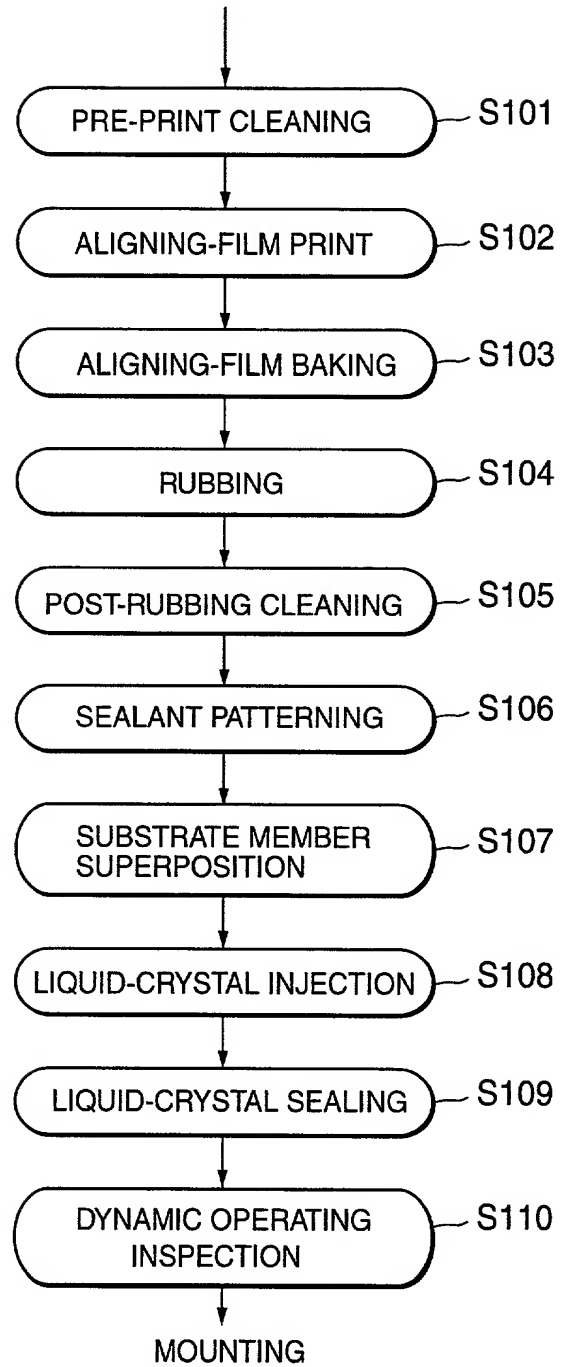 PRE-PRINT CLEANING S101
ALIGNING-FILM PRINT S102
ALIGNING-FILM BAKING S103
RUBBING S104
POST-RUBBING CLEANING S105
SEALANT PATTERNING S106
SUBSTRATE MEMBER S107
SUPERPOSITION
LIQUID-CRYSTAL INJECTION S108
LIQUID-CRYSTAL SEALING S109
DYNAMIC OPERATING S110
INSPECTION
MOUNTING